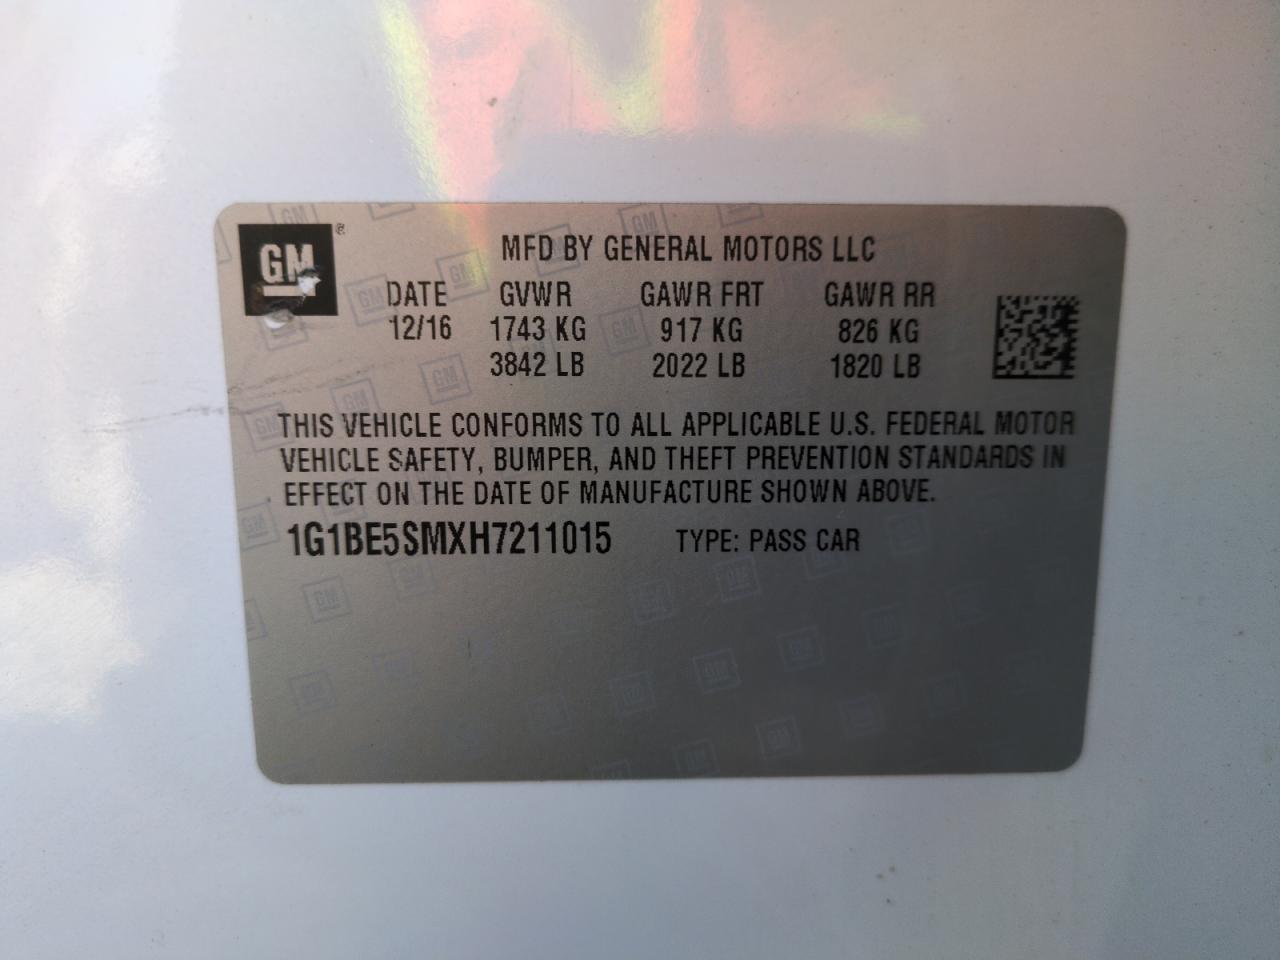 GM
MFD BY GENERAL MOTORS LLC
DATE GVWR GAWR FRT GAWR RR
12/16 1743 KG 917 KG 826 KG
3842 LB 2022 LB 1820 LB
THIS VEHICLE CONFORMS TO ALL APPLICABLE U.S. FEDERAL MOTOR
VEHICLE SAFETY, BUMPER, AND THEFT PREVENTION STANDARDS IN
EFFECT ON THE DATE OF MANUFACTURE SHOWN ABOVE.
1G1BE5SMXH7211015 TYPE: PASS CAR